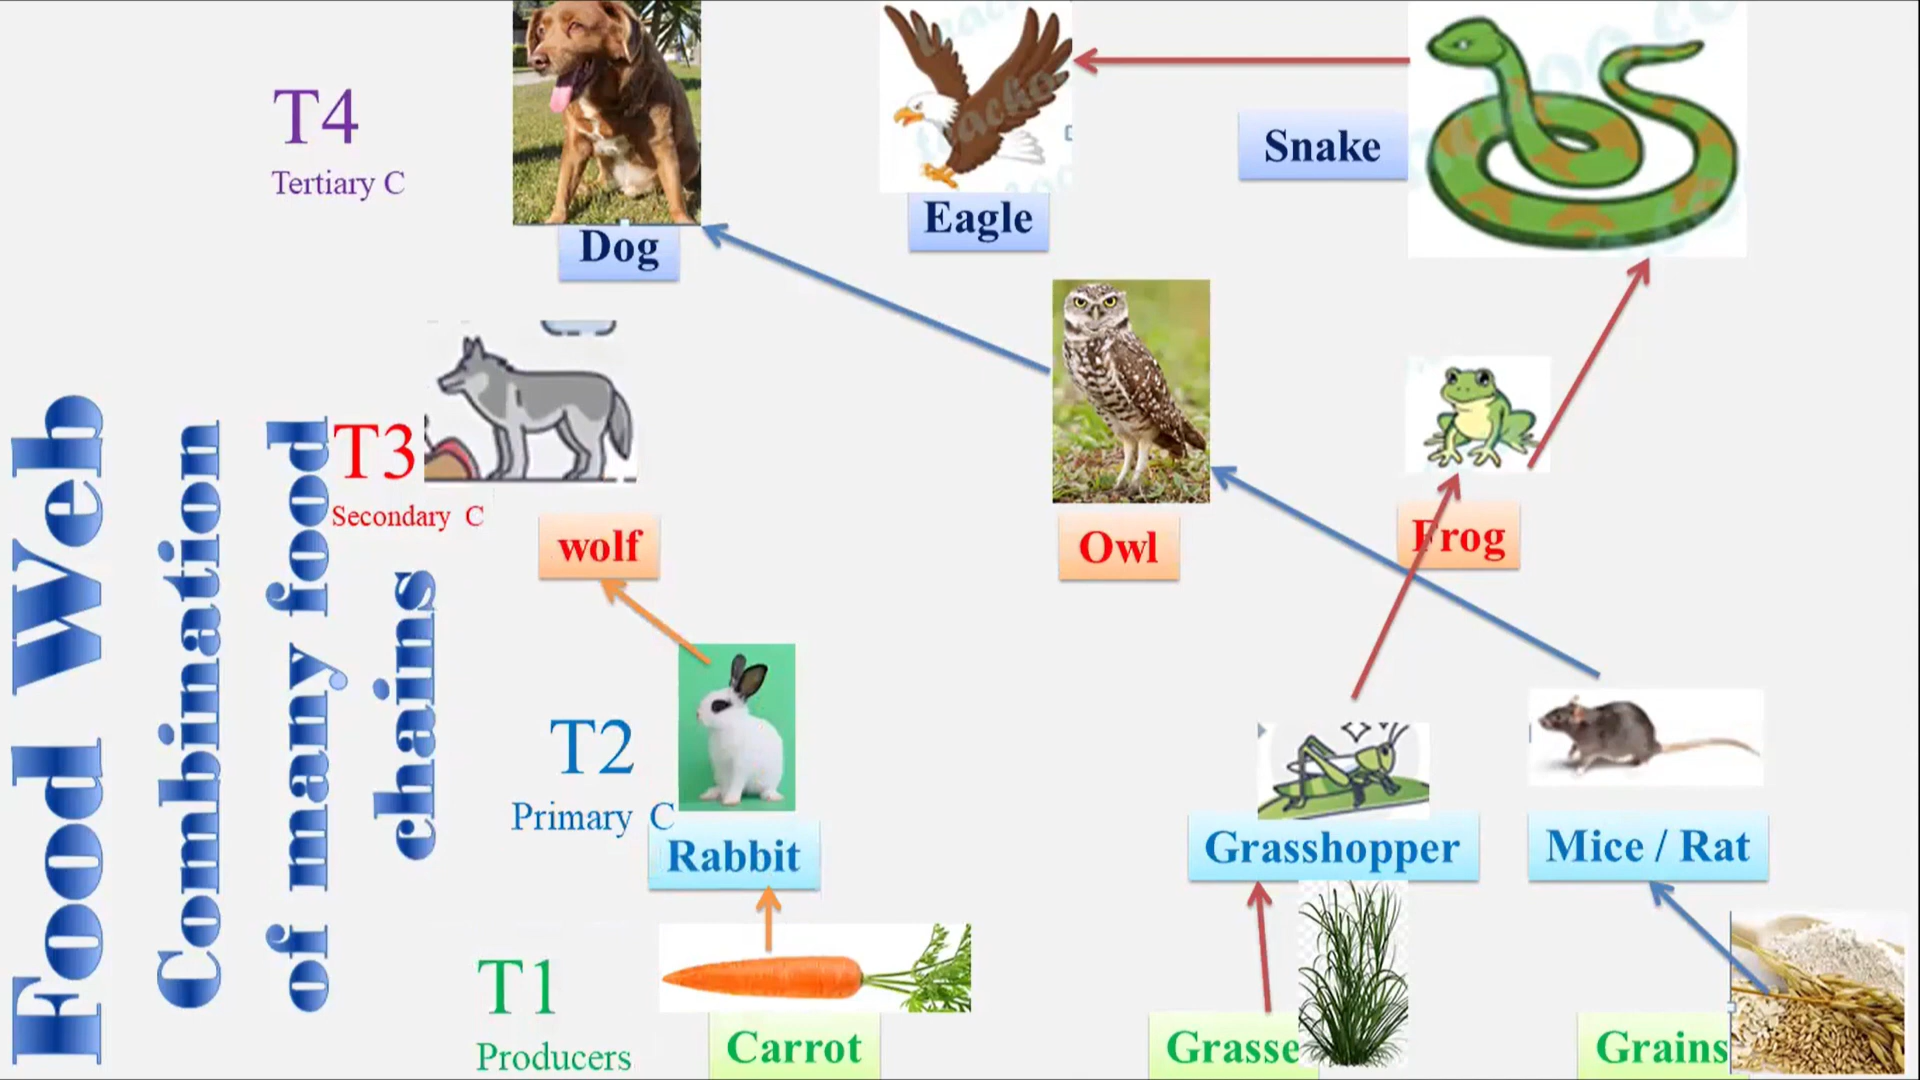 T4
Tertiary C
Dog
Eagle
Snake
T3
Secondary C
wolf
Owl
Frog
T2
Primary C
Rabbit
Grasshopper
Mice / Rat
T1
Producers
Carrot
Grasse
Grains
Food Web
Combination
of many food
chains